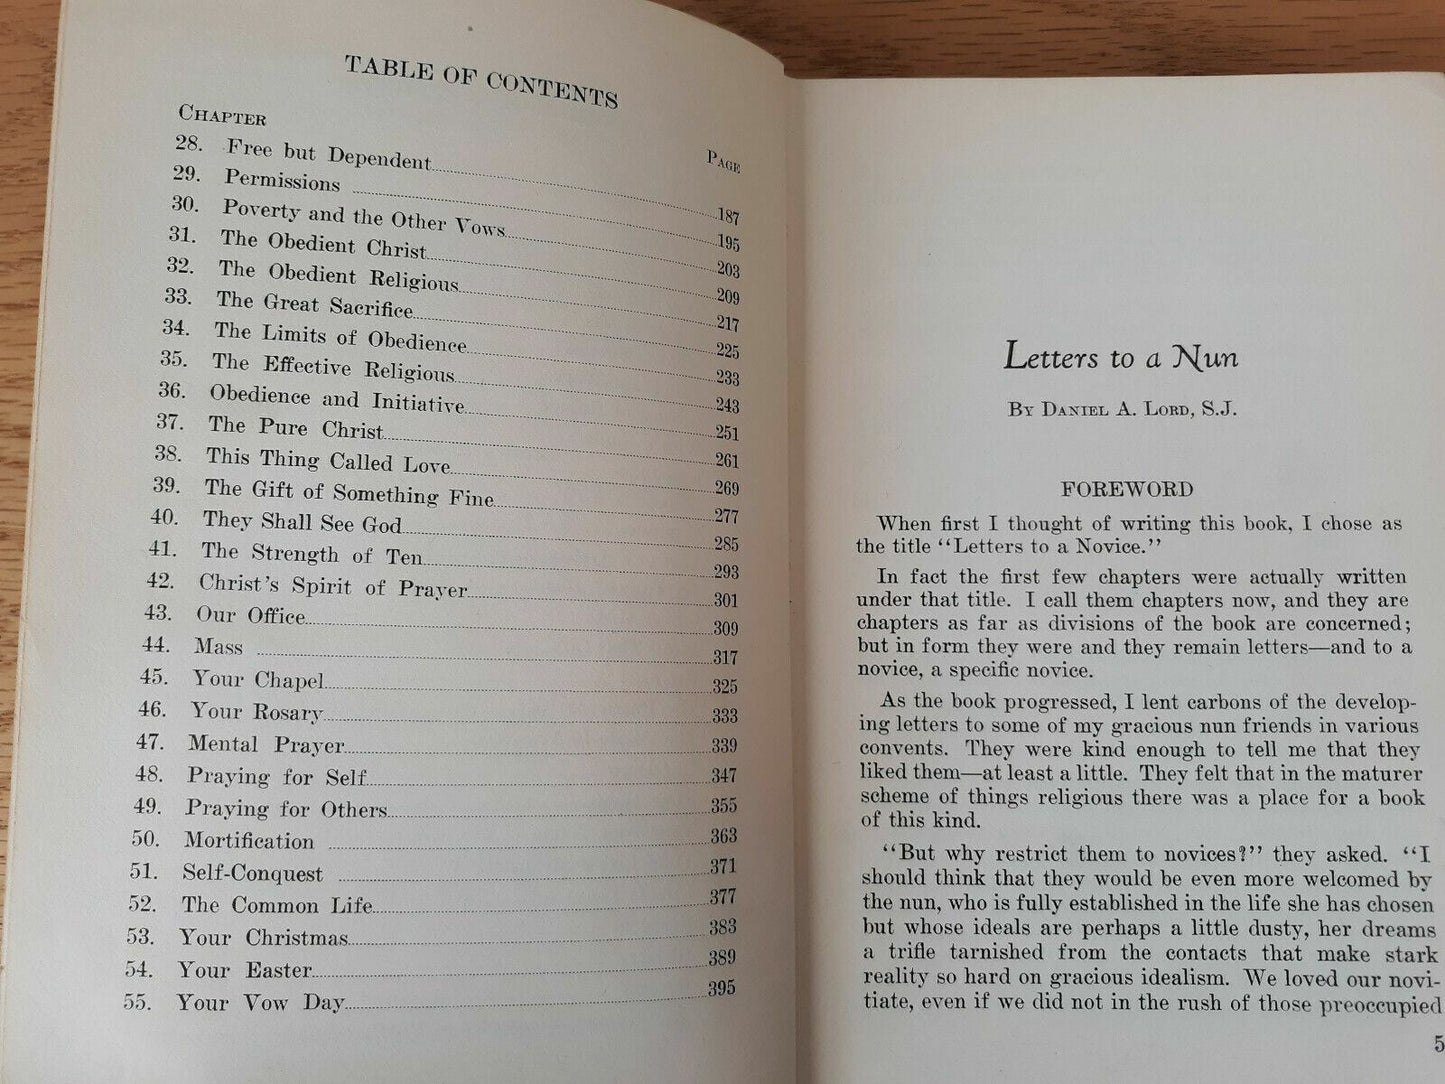 TABLE OF CONTENTS
CHAPTER PAGE
28. Free but Dependent 187
29. Permissions 195
30. Poverty and the Other Vows 203
31. The Obedient Christ 209
32. The Obedient Religious 217
33. The Great Sacrifice 225
34. The Limits of Obedience 233
35. The Effective Religious 243
36. Obedience and Initiative 251
37. The Pure Christ 261
38. This Thing Called Love 269
39. The Gift of Something Fine 277
40. They Shall See God 285
41. The Strength of Ten 293
42. Christ's Spirit of Prayer 301
43. Our Office 309
44. Mass 317
45. Your Chapel 325
46. Your Rosary 333
47. Mental Prayer 339
48. Praying for Self 347
49. Praying for Others 355
50. Mortification 363
51. Self-Conquest 371
52. The Common Life 377
53. Your Christmas 383
54. Your Easter 389
55. Your Vow Day 395
Letters to a Nun
BY DANIEL A. LORD, S.J.
FOREWORD
When first I thought of writing this book, I chose as
the title "Letters to a Novice."
In fact the first few chapters were actually written
under that title. I call them chapters now, and they are
chapters as far as divisions of the book are concerned;
but in form they were and they remain letters—and to a
novice, a specific novice.
As the book progressed, I lent carbons of the develop-
ing letters to some of my gracious nun friends in various
convents. They were kind enough to tell me that they
liked them—at least a little. They felt that in the maturer
scheme of things religious there was a place for a book
of this kind.
"But why restrict them to novices?" they asked. "I
should think that they would be even more welcomed by
the nun, who is fully established in the life she has chosen
but whose ideals are perhaps a little dusty, her dreams
a trifle tarnished from the contacts that make stark
reality so hard on gracious idealism. We loved our novi-
tiate, even if we did not in the rush of those preoccupied
5